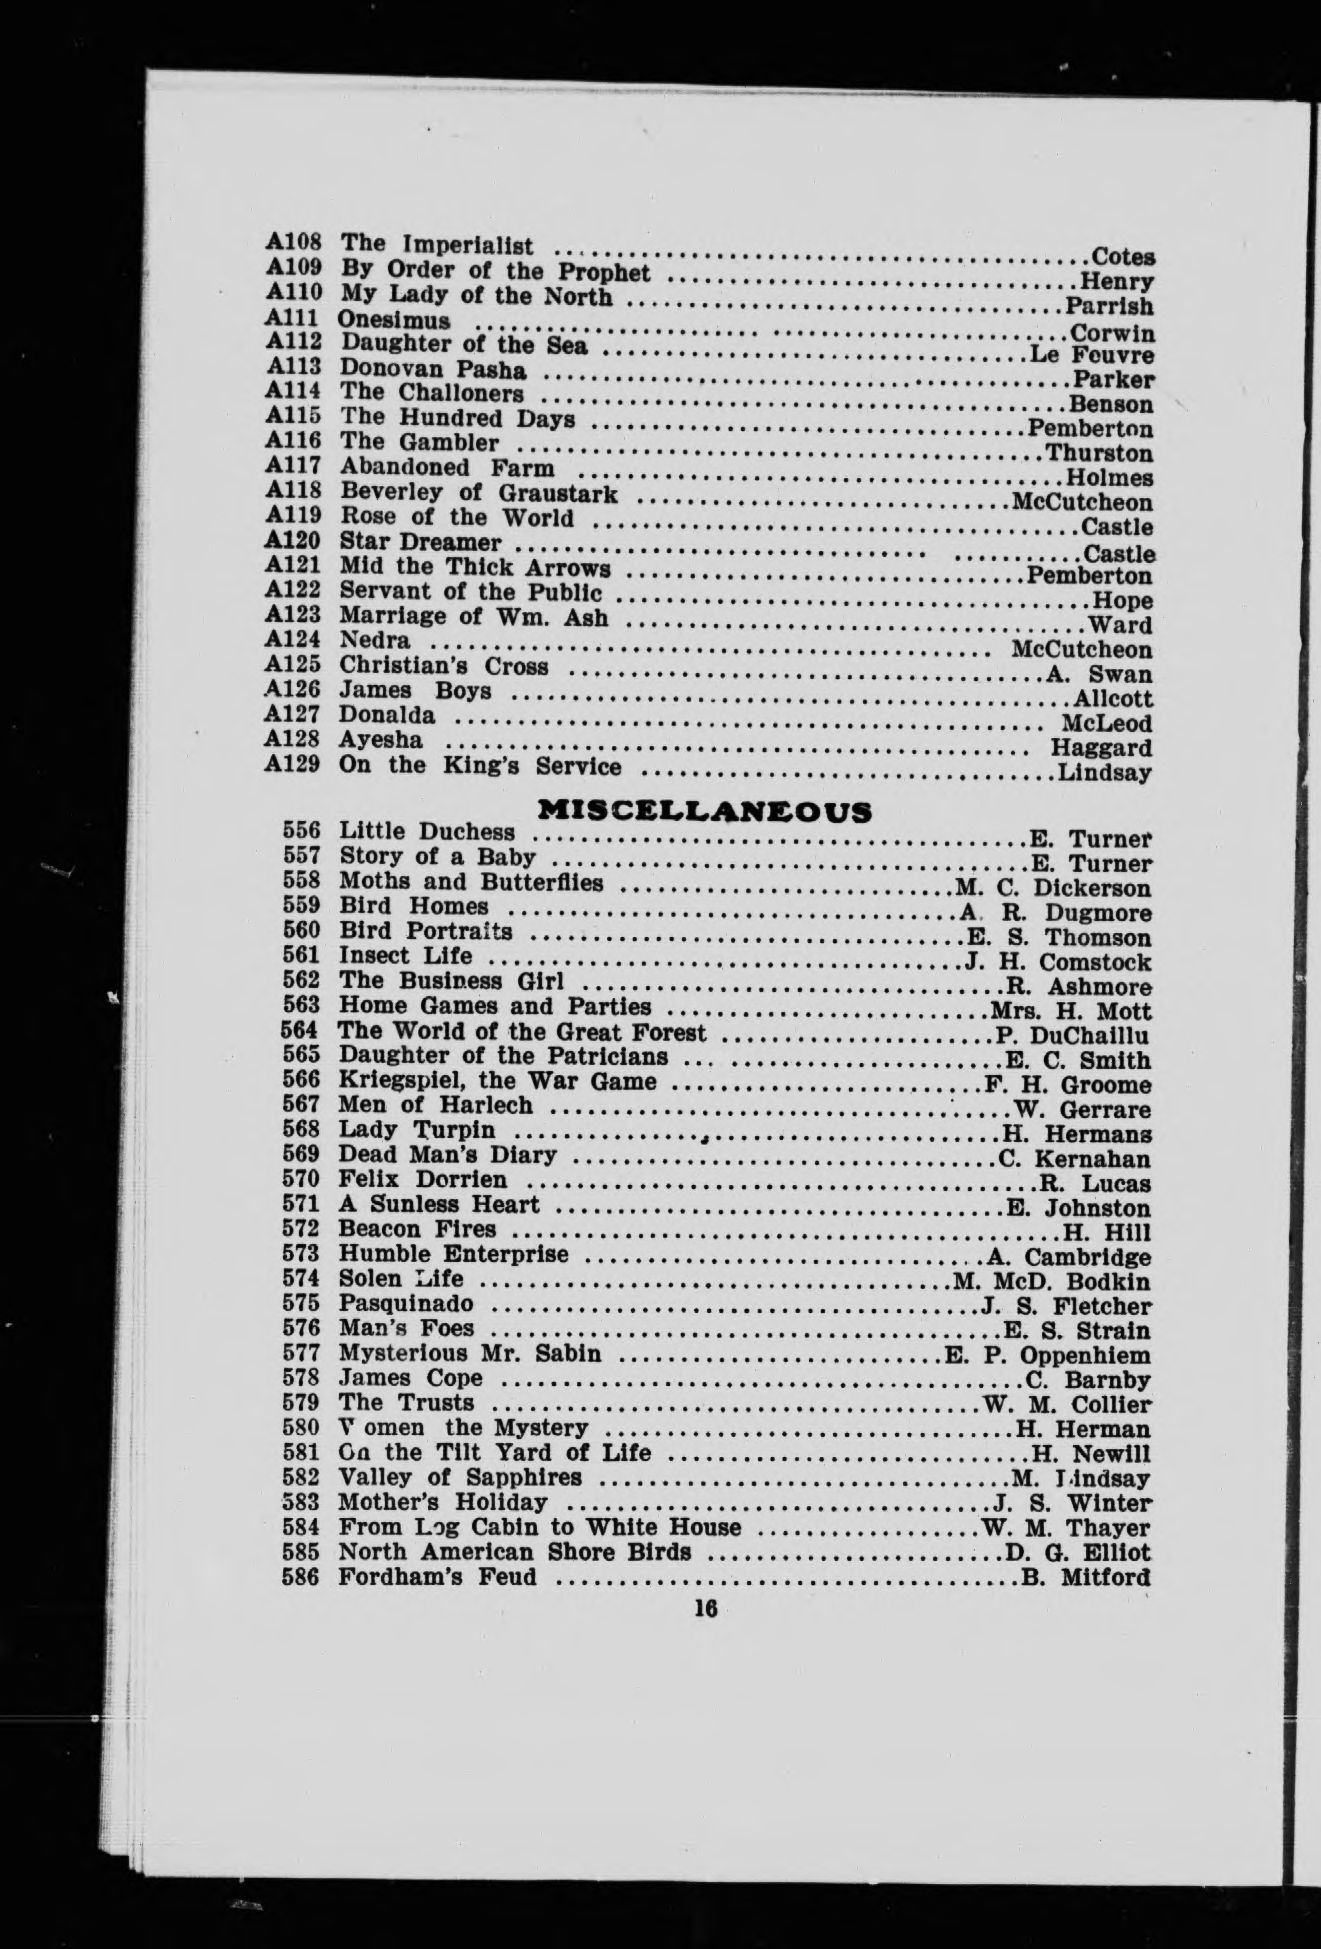 A108 The Imperialist ........................................ Cotes
A109 By Order of the Prophet ................................ Henry
A110 My Lady of the North ................................... Parrish
A111 Onesimus ............................................... Corwin
A112 Daughter of the Sea .................................... Le Feuvre
A113 Donovan Pasha .......................................... Parker
A114 The Challoners ......................................... Benson
A115 The Hundred Days ....................................... Pemberton
A116 The Gambler ............................................ Thurston
A117 Abandoned Farm ......................................... Holmes
A118 Beverley of Graustark .................................. McCutcheon
A119 Rose of the World ...................................... Castle
A120 Star Dreamer ........................................... Castle
A121 Mid the Thick Arrows ................................... Pemberton
A122 Servant of the Public .................................. Hope
A123 Marriage of Wm. Ash .................................... Ward
A124 Nedra .................................................. McCutcheon
A125 Christian's Cross ...................................... A. Swan
A126 James Boys ............................................. Allcott
A127 Donalda ................................................ McLeod
A128 Ayesha ................................................. Haggard
A129 On the King's Service .................................. Lindsay
MISCELLANEOUS
556 Little Duchess .......................................... E. Turner
557 Story of a Baby ......................................... E. Turner
558 Moths and Butterflies ................................... M. C. Dickerson
559 Bird Homes .............................................. A. R. Dugmore
560 Bird Portraits .......................................... E. S. Thomson
561 Insect Life ............................................. J. H. Comstock
562 The Business Girl ....................................... R. Ashmore
563 Home Games and Parties .................................. Mrs. H. Mott
564 The World of the Great Forest ........................... P. DuChaillu
565 Daughter of the Patricians .............................. E. C. Smith
566 Kriegspiel, the War Game ................................ F. H. Groome
567 Men of Harlech .......................................... W. Gerrare
568 Lady Turpin ............................................. H. Hermans
569 Dead Man's Diary ........................................ C. Kernahan
570 Felix Dorrien ........................................... R. Lucas
571 A Sunless Heart ......................................... E. Johnston
572 Beacon Fires ............................................ H. Hill
573 Humble Enterprise ....................................... A. Cambridge
574 Solen Life .............................................. M. McD. Bodkin
575 Pasquinado .............................................. J. S. Fletcher
576 Man's Foes .............................................. E. S. Strain
577 Mysterious Mr. Sabin .................................... E. P. Oppenhiem
578 James Cope .............................................. C. Barnby
579 The Trusts .............................................. W. M. Collier
580 Women the Mystery ....................................... H. Herman
581 On the Tilt Yard of Life ................................ H. Newill
582 Valley of Sapphires ..................................... M. Lindsay
583 Mother's Holiday ........................................ J. S. Winter
584 From Log Cabin to White House ........................... W. M. Thayer
585 North American Shore Birds .............................. D. G. Elliot
586 Fordham's Feud .......................................... B. Mitford
16